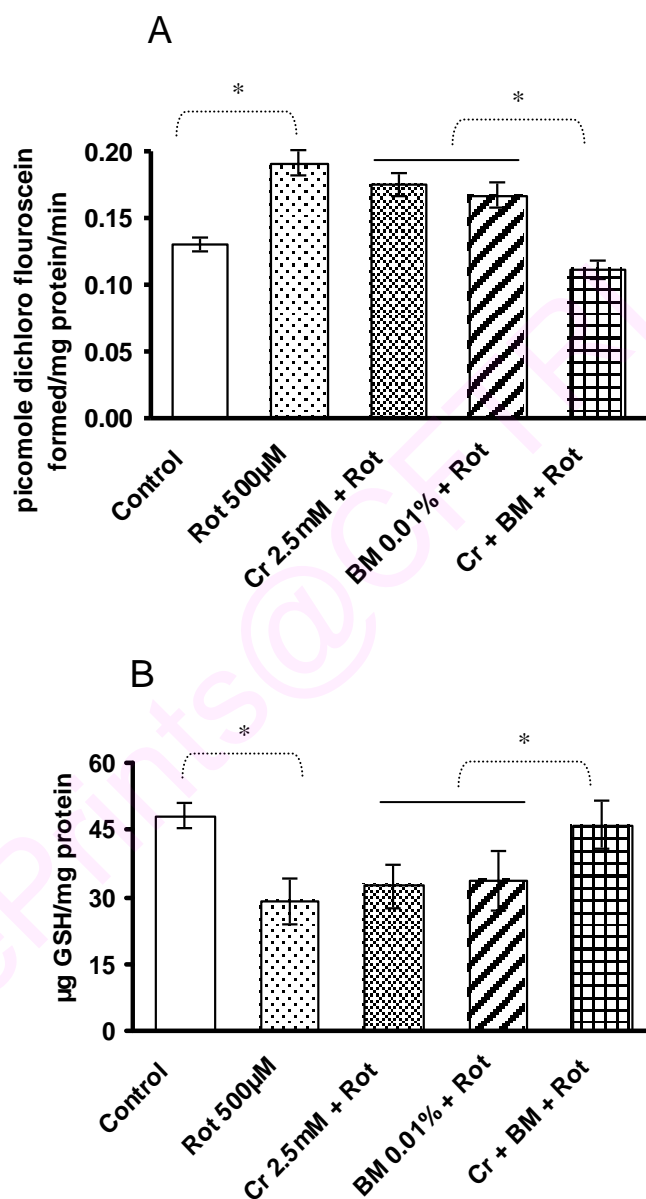 A
*
*
picomole dichloro flouroscein
formed/mg protein/min
0.20
0.15
0.10
0.05
0.00
Control
Rot 500µM
Cr 2.5mM + Rot
BM 0.01% + Rot
Cr + BM + Rot
B
*
*
µg GSH/mg protein
60
45
30
15
0
Control
Rot 500µM
Cr 2.5mM + Rot
BM 0.01% + Rot
Cr + BM + Rot
ePrints@CFTRI